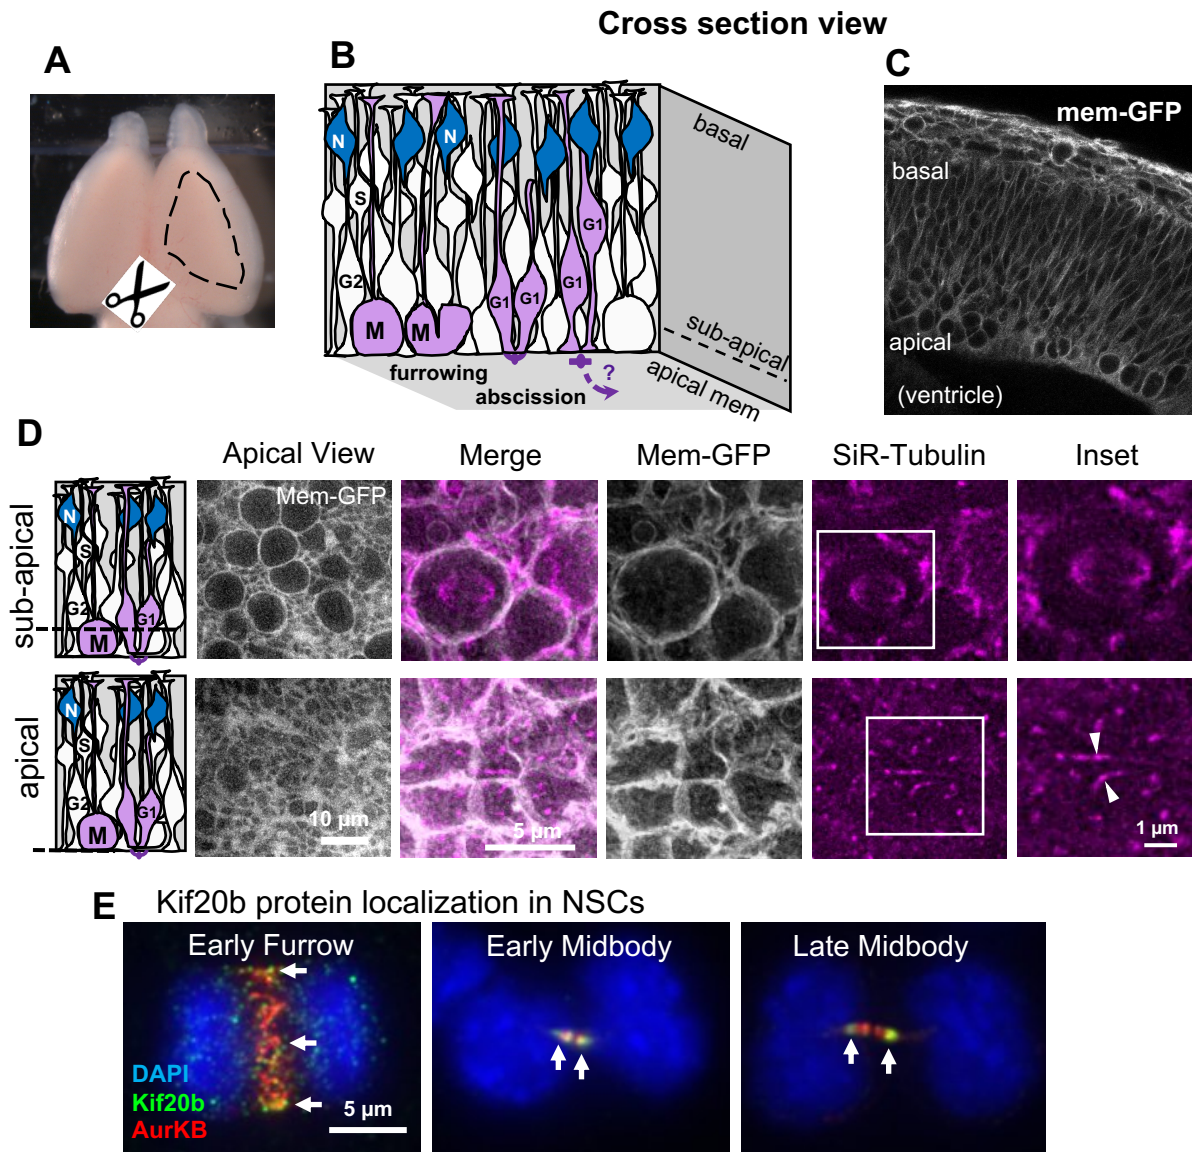 Cross section view
A
B
C
N
N
S
G2
M
M
G1
G1
G1
G1
basal
sub-apical
apical mem
furrowing
abscission
?
mem-GFP
basal
apical
(ventricle)
D
Apical View
Merge
Mem-GFP
SiR-Tubulin
Inset
sub-apical
N
S
G2
G1
M
Mem-GFP
apical
N
S
G2
G1
M
10 µm
5 µm
1 µm
E
Kif20b protein localization in NSCs
Early Furrow
Early Midbody
Late Midbody
DAPI
Kif20b
AurKB
5 µm